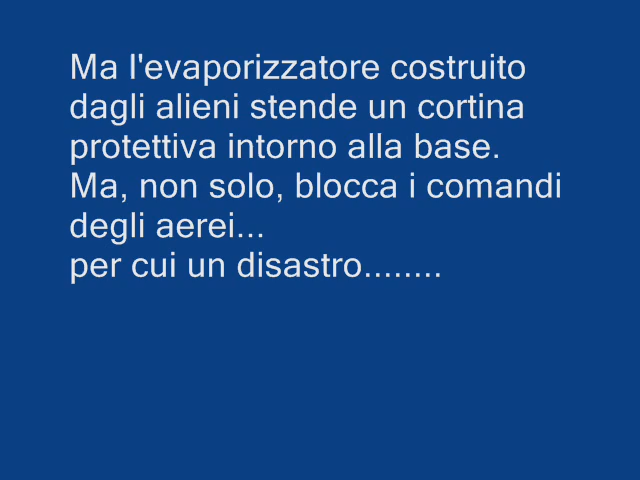 Ma l'evaporizzatore costruito
dagli alieni stende un cortina
protettiva intorno alla base.
Ma, non solo, blocca i comandi
degli aerei...
per cui un disastro........